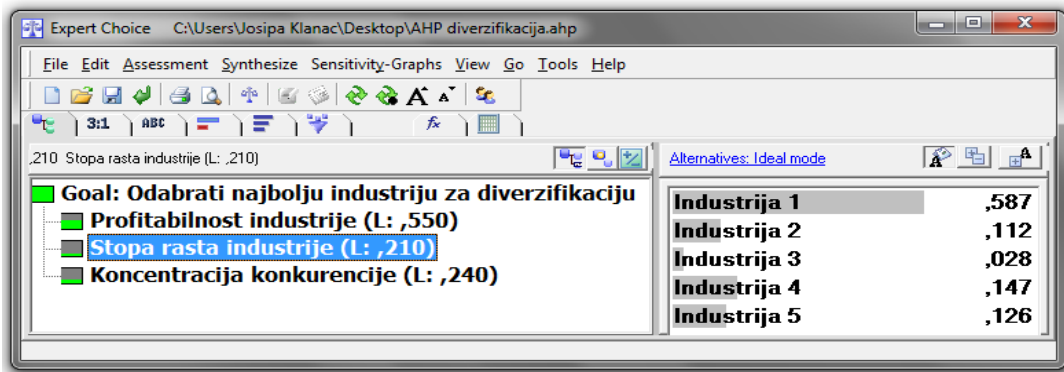 Expert Choice C:\Users\Josipa Klanac\Desktop\AHP diverzifikacija.ahp
File Edit Assessment Synthesize Sensitivity-Graphs View Go Tools Help
3:1 ABC fx
,210 Stopa rasta industrije (L: ,210)
Alternatives: Ideal mode
Goal: Odabrati najbolju industriju za diverzifikaciju
Profitabilnost industrije (L: ,550)
Stopa rasta industrije (L: ,210)
Koncentracija konkurencije (L: ,240)
Industrija 1 ,587
Industrija 2 ,112
Industrija 3 ,028
Industrija 4 ,147
Industrija 5 ,126